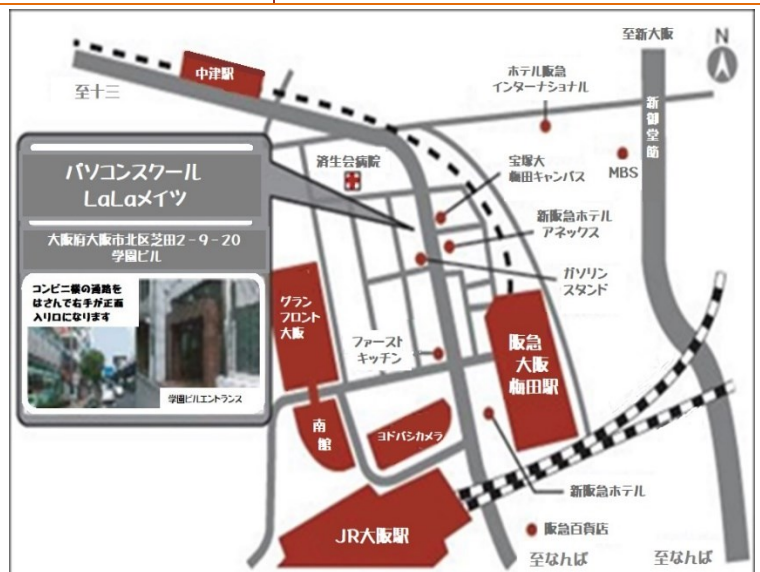 至新大阪
N
中津駅
至十三
ホテル阪急
インターナショナル
新御堂筋
パソコンスクール
LaLaメイツ
済生会病院
宝塚大
梅田キャンパス
MBS
大阪府大阪市北区芝田2-9-20
学園ビル
新阪急ホテル
アネックス
コンビニ横の通路を
はさんで右手が正面
入り口になります
学園ビルエントランス
ガソリン
スタンド
グラン
フロント
大阪
ファースト
キッチン
阪急
大阪
梅田駅
南
館
ヨドバシカメラ
新阪急ホテル
JR大阪駅
阪急百貨店
至なんば
至なんば